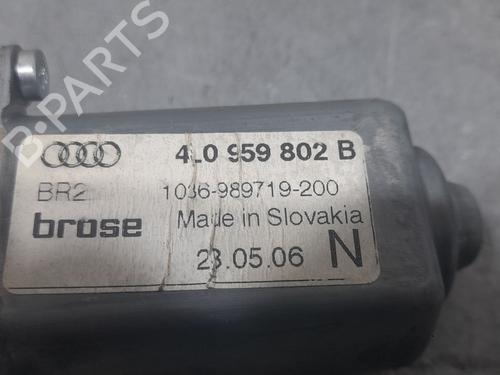 B-PARTS
4L0 959 802 B
BR2 1036-989719-200
brose Made in Slovakia
23.05.06 N